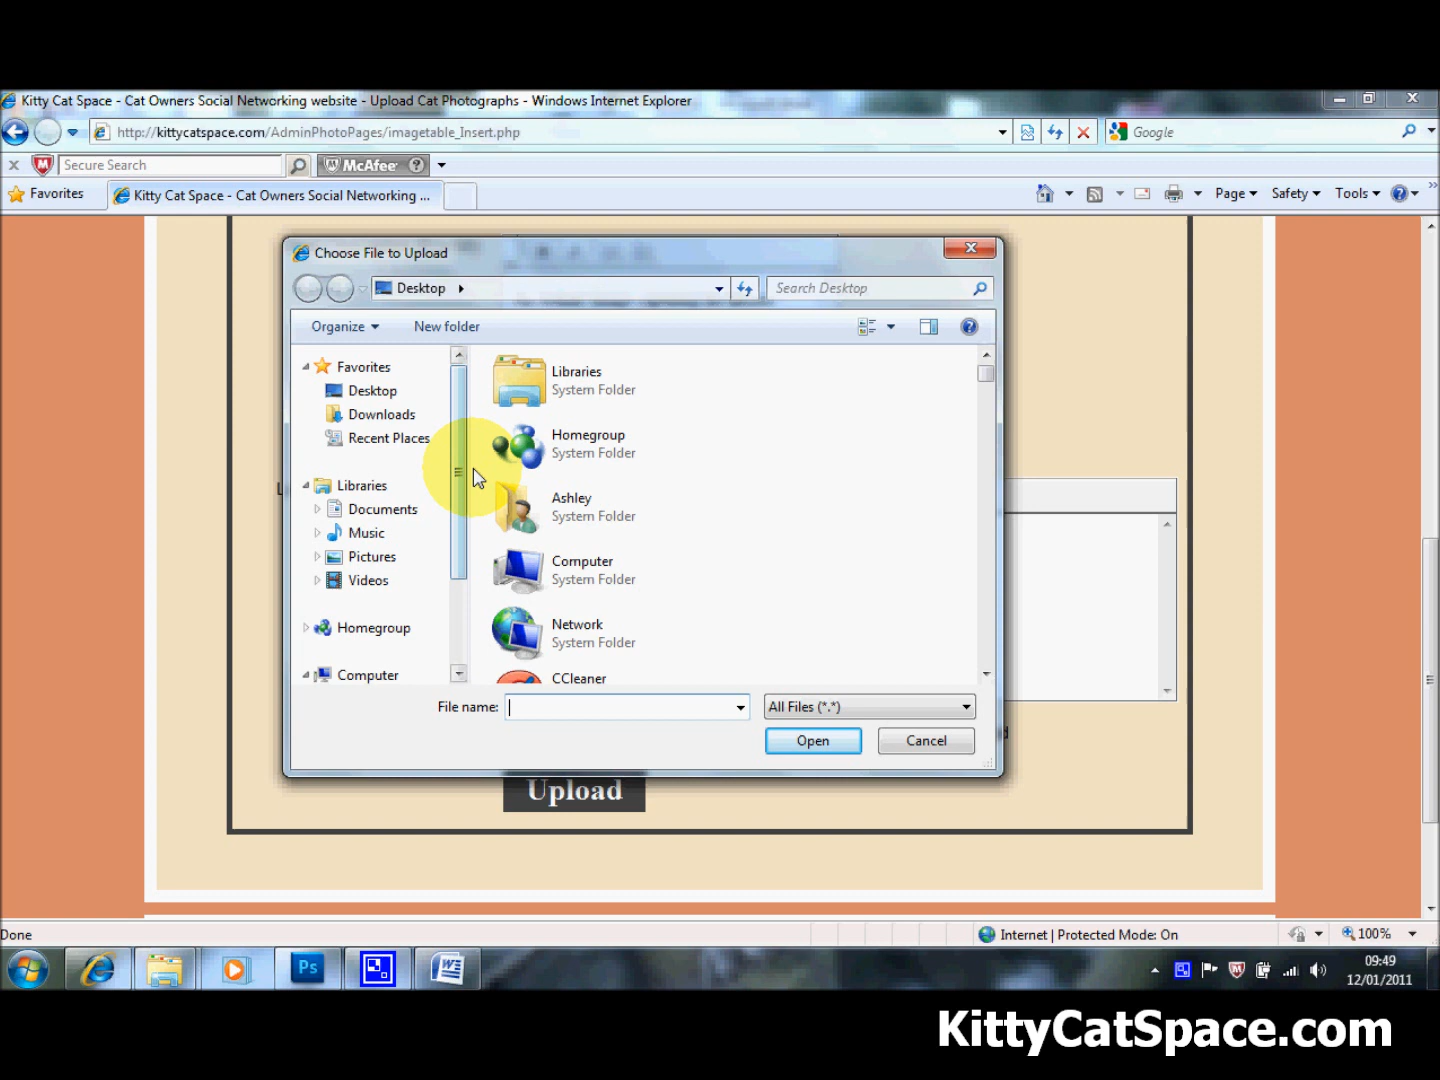 Kitty Cat Space - Cat Owners Social Networking website - Upload Cat Photographs - Windows Internet Explorer
http://kittycatspace.com/AdminPhotoPages/imagetable_Insert.php
Google
Secure Search
McAfee
Favorites
Kitty Cat Space - Cat Owners Social Networking ...
Page
Safety
Tools
Choose File to Upload
Desktop
Search Desktop
Organize
New folder
Favorites
Desktop
Downloads
Recent Places
Libraries
Documents
Music
Pictures
Videos
Homegroup
Computer
Libraries
System Folder
Homegroup
System Folder
Ashley
System Folder
Computer
System Folder
Network
System Folder
CCleaner
File name:
All Files (*.*)
Open
Cancel
Upload
Done
Internet | Protected Mode: On
100%
Ps
09:49
12/01/2011
KittyCatSpace.com